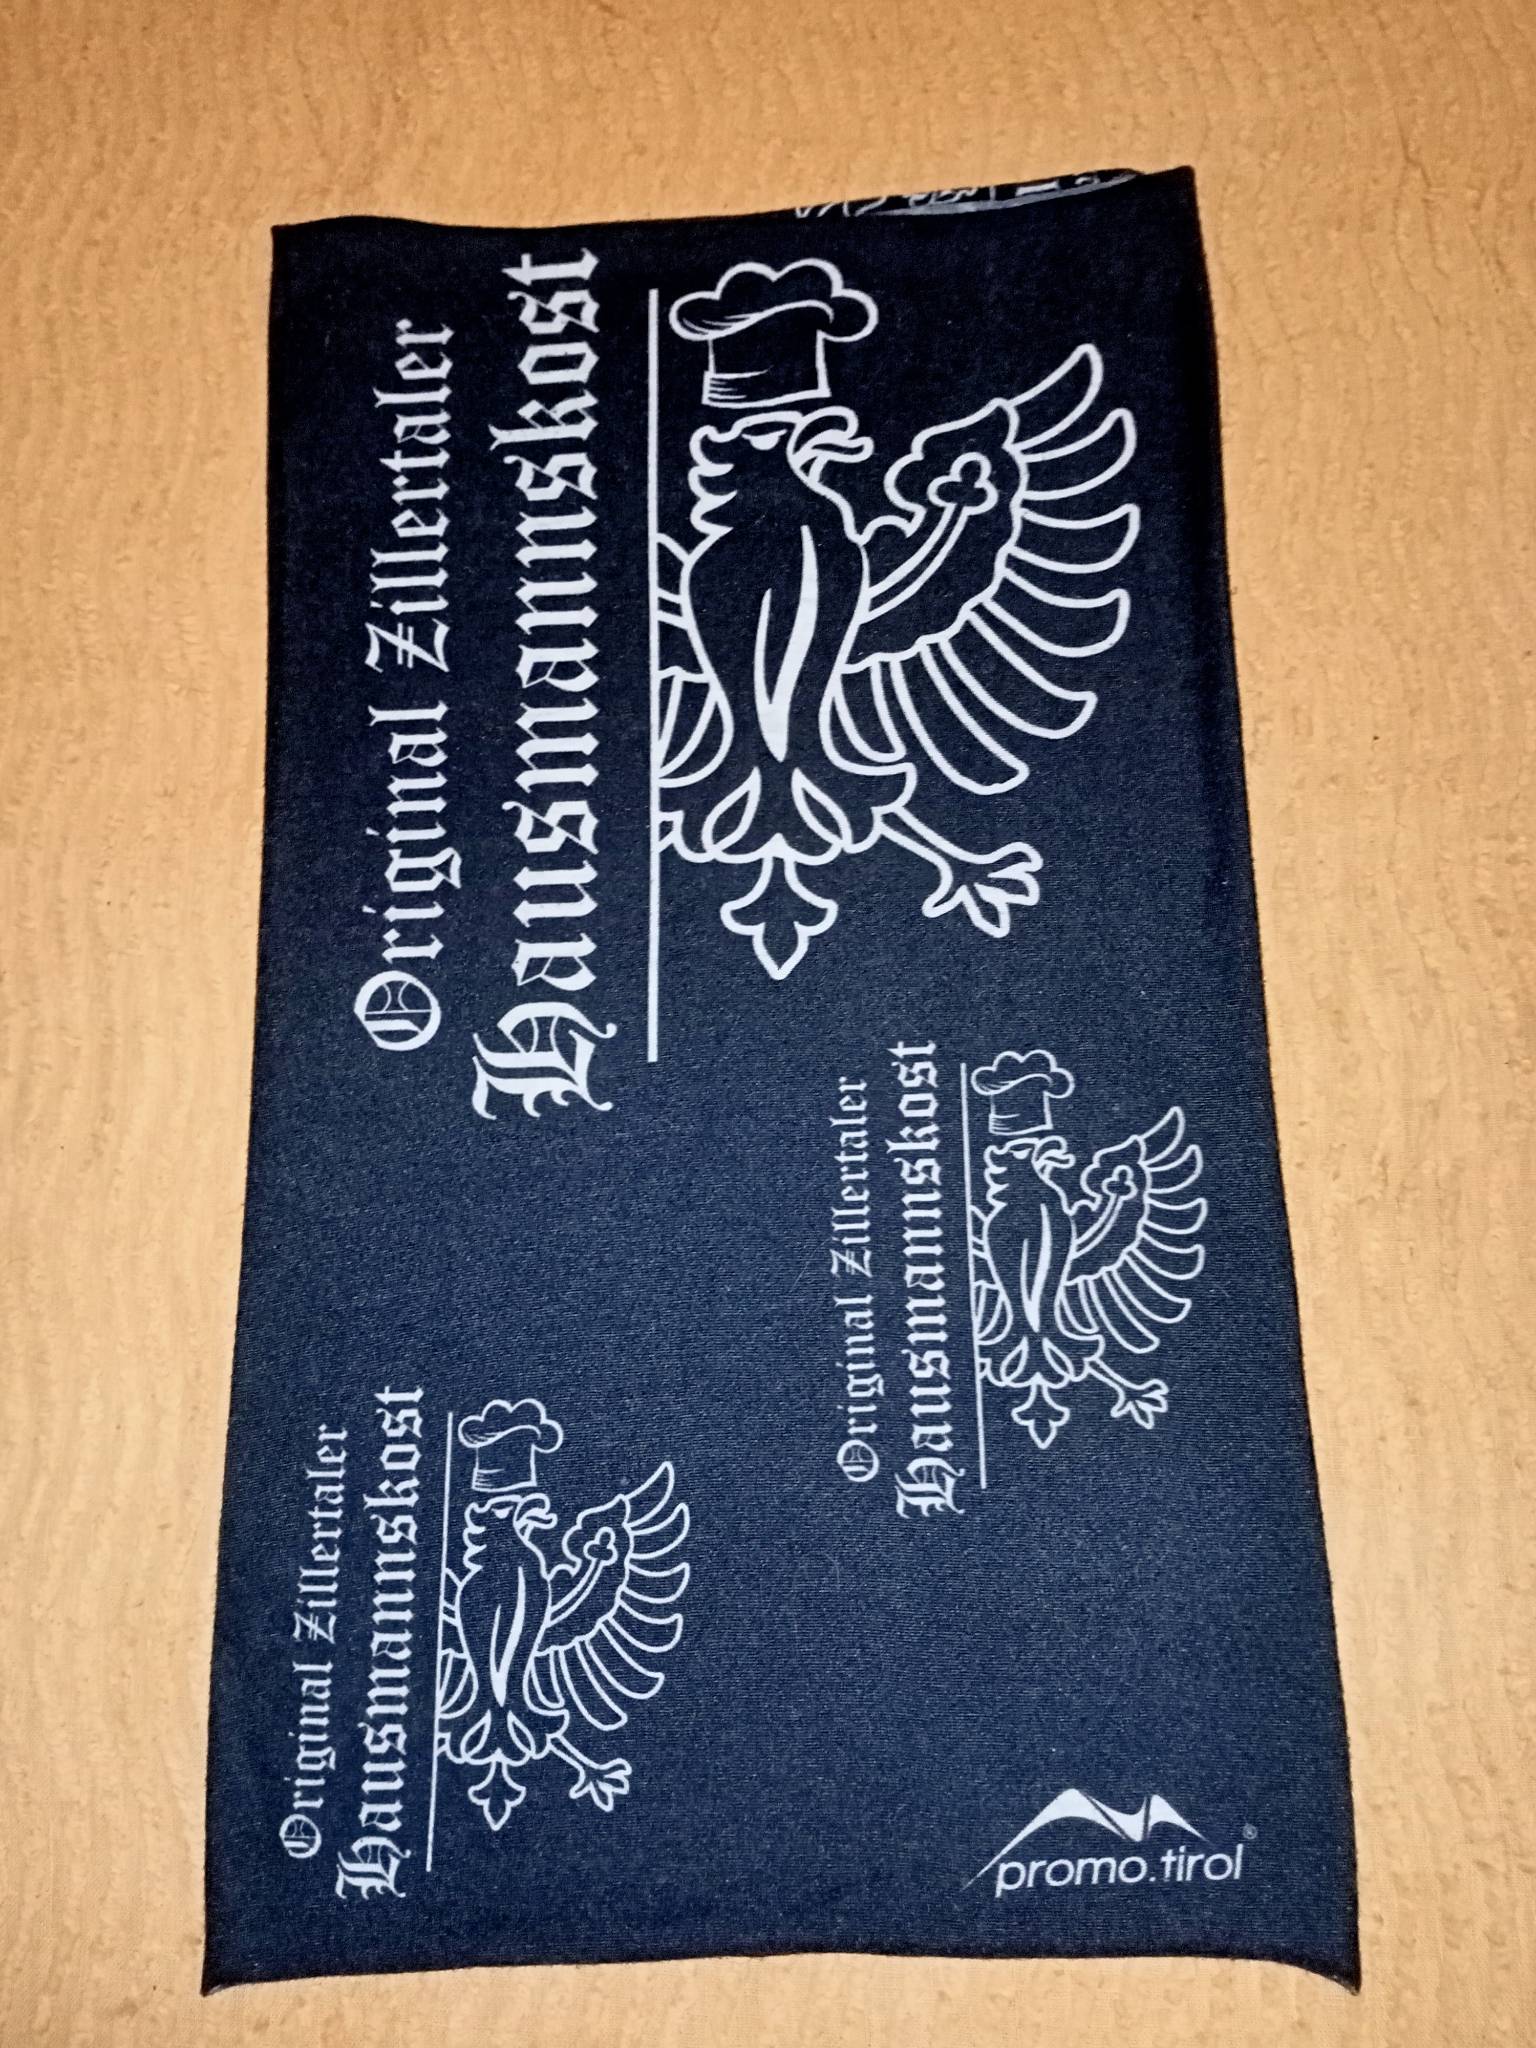 Original Zillertaler
Hausmannskost
Original Zillertaler
Hausmannskost
Original Zillertaler
Hausmannskost
promo.tirol®